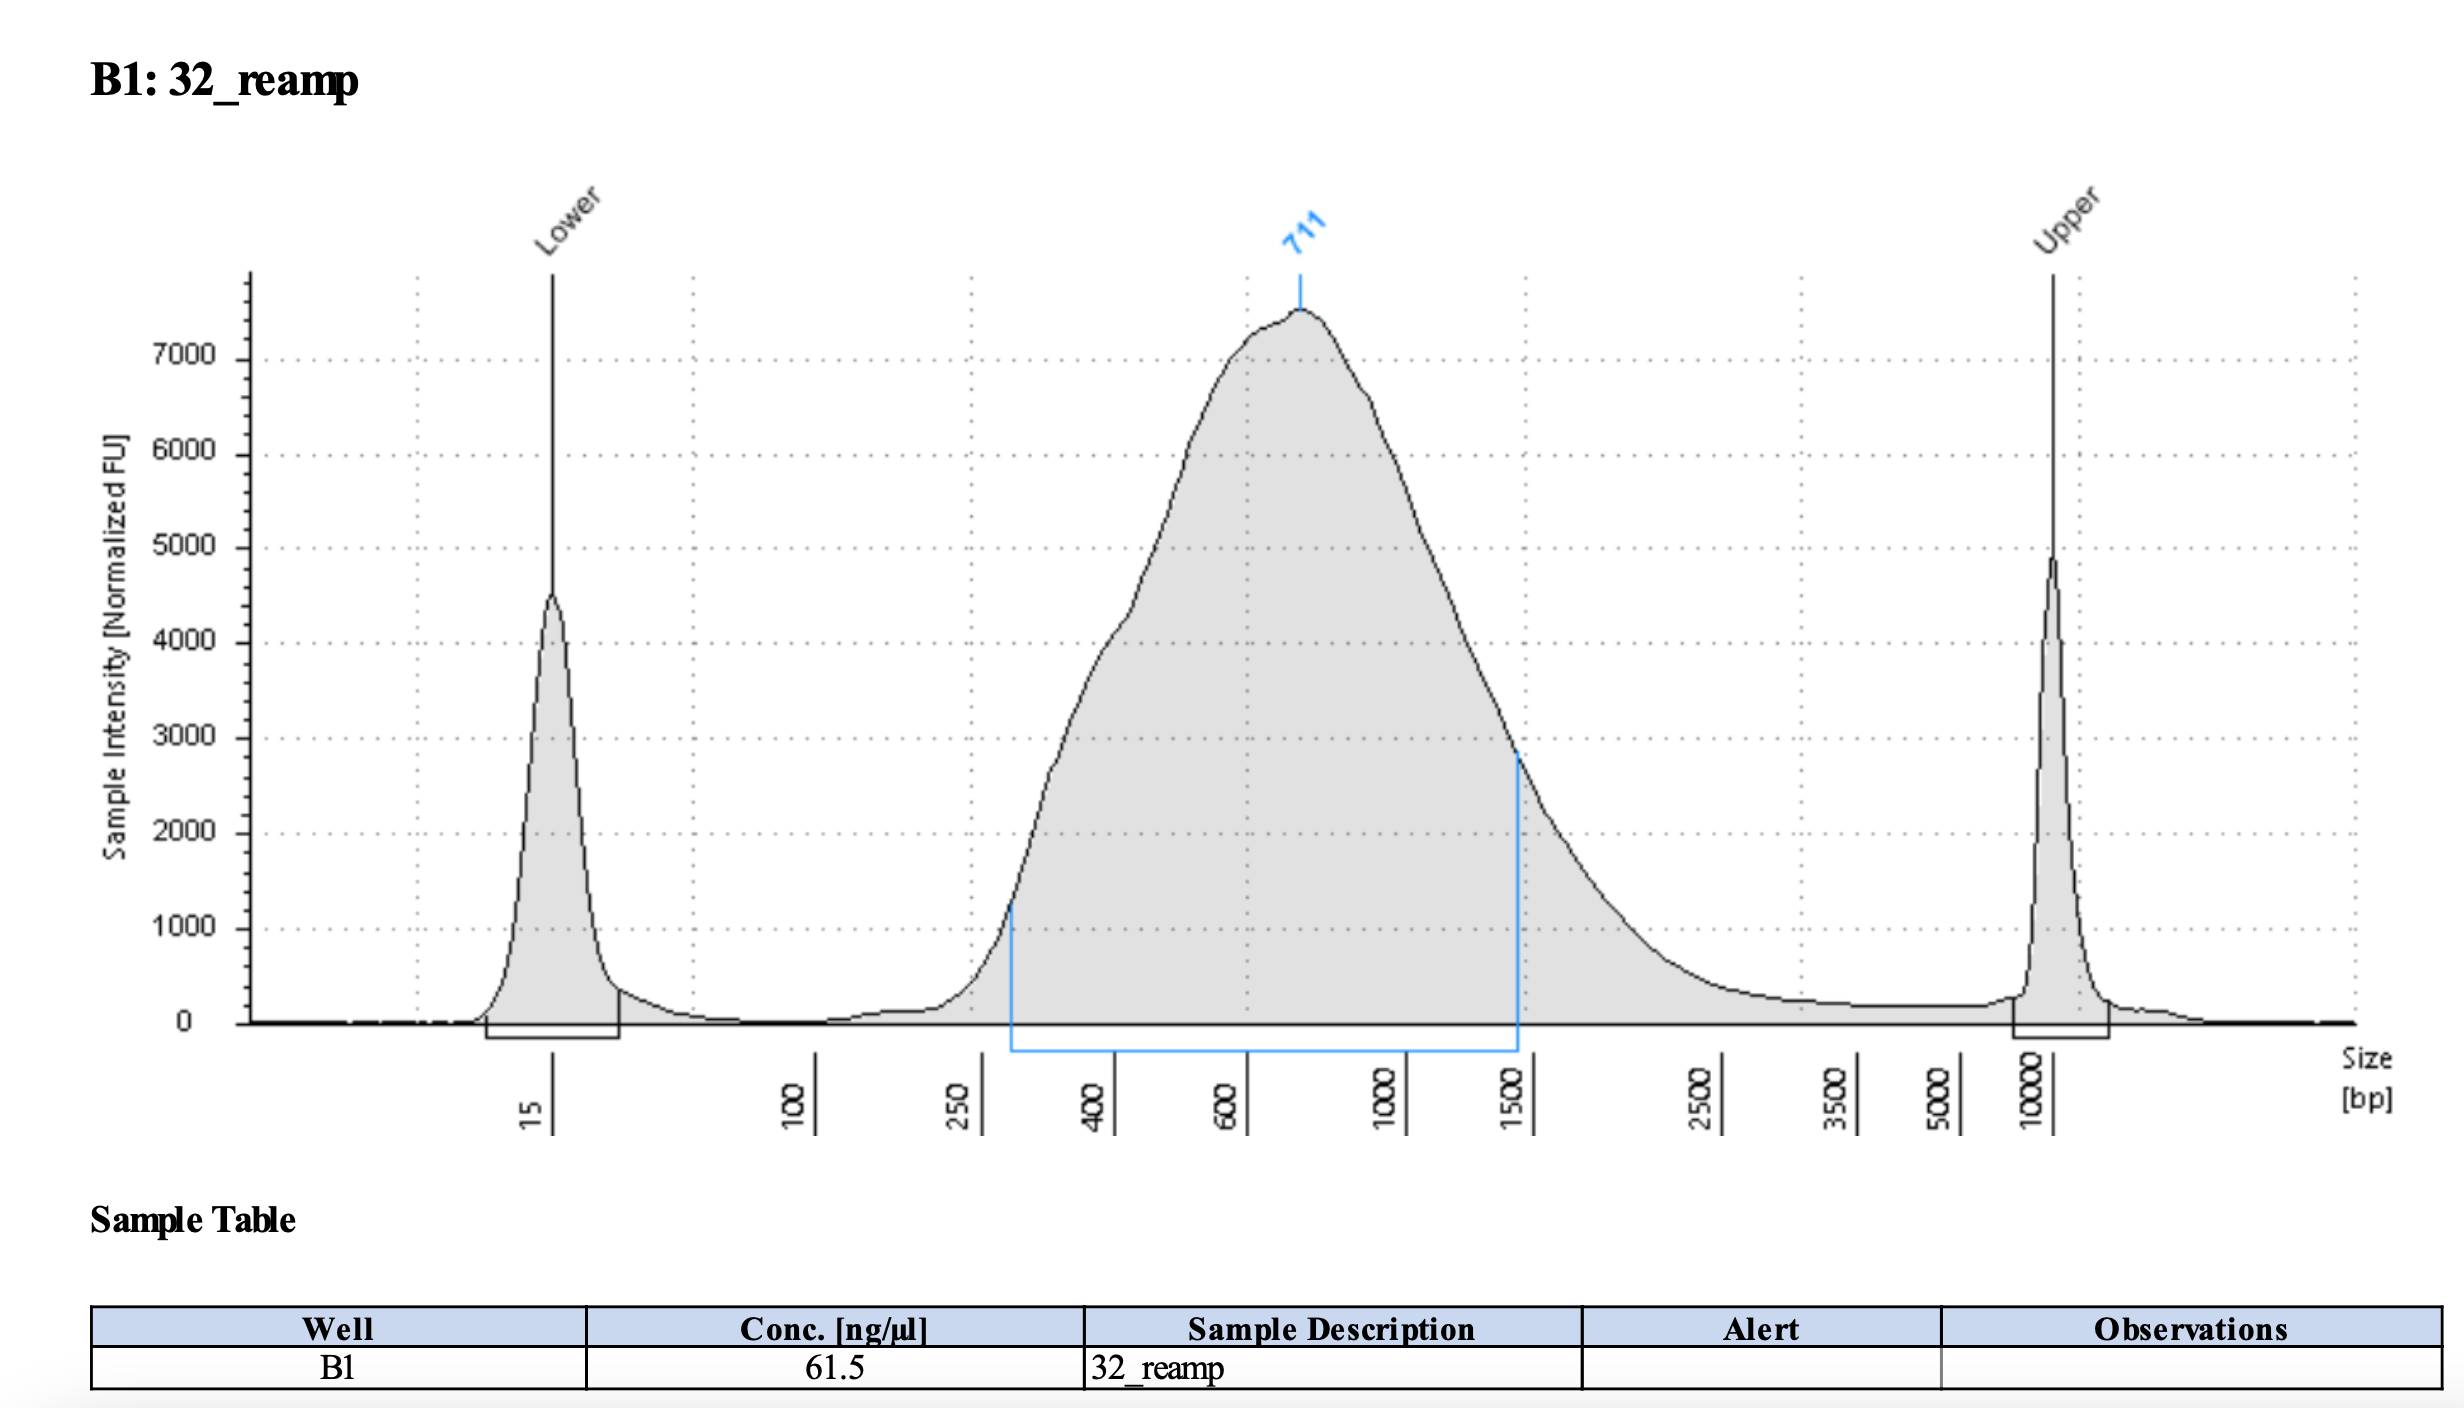 B1: 32_reamp
Lower
711
Upper
Sample Intensity [Normalized FU]
7000
6000
5000
4000
3000
2000
1000
0
15
100
250
400
600
1000
1500
2500
3500
5000
10000
Size
[bp]
Sample Table
Well Conc. [ng/µl] Sample Description Alert Observations
B1 61.5 32_reamp